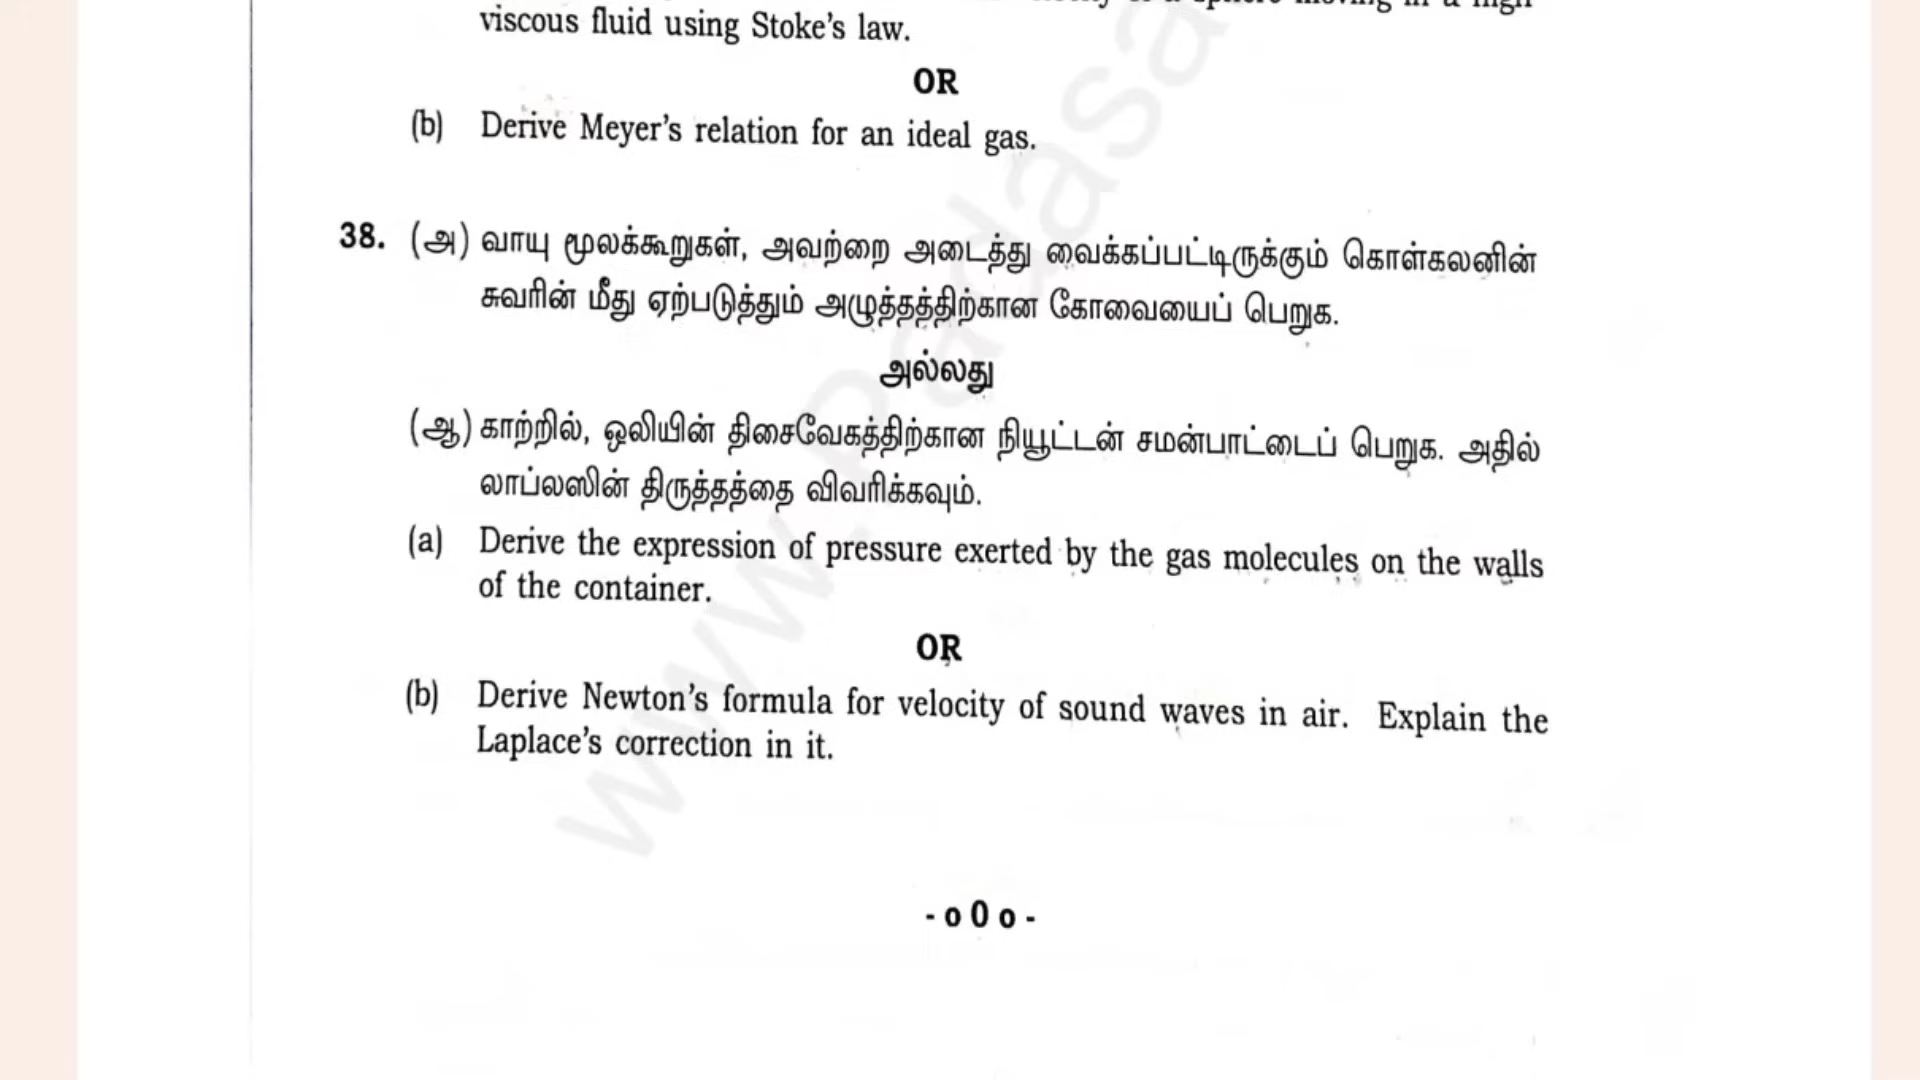 viscous fluid using Stoke's law.
OR
(b) Derive Meyer's relation for an ideal gas.
38. (அ) வாயு மூலக்கூறுகள், அவற்றை அடைத்து வைக்கப்பட்டிருக்கும் கொள்கலனின்
சுவரின் மீது ஏற்படுத்தும் அழுத்தத்திற்கான கோவையைப் பெறுக.
அல்லது
(ஆ) காற்றில், ஒலியின் திசைவேகத்திற்கான நியூட்டன் சமன்பாட்டைப் பெறுக. அதில்
லாப்லஸின் திருத்தத்தை விவரிக்கவும்.
(a) Derive the expression of pressure exerted by the gas molecules on the walls
of the container.
OR
(b) Derive Newton's formula for velocity of sound waves in air. Explain the
Laplace's correction in it.
- o 0 o -
www.Padasa